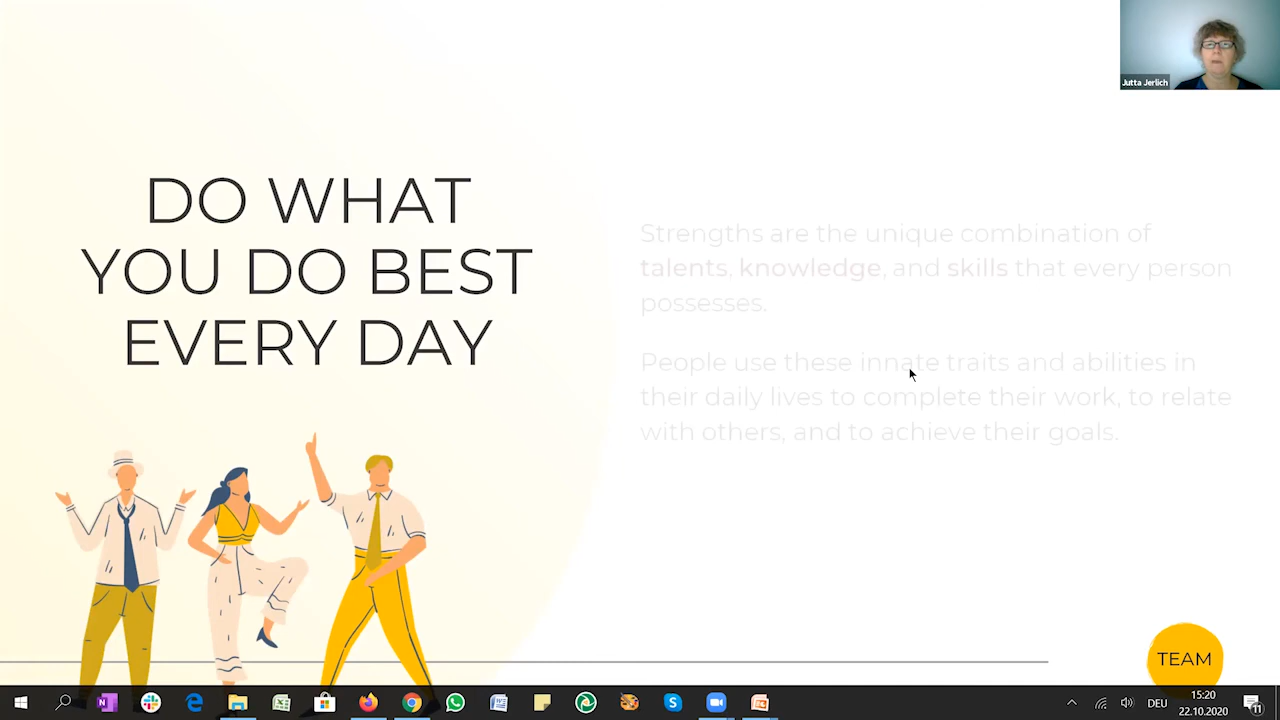 Jutta Jerlich
DO WHAT
YOU DO BEST
EVERY DAY
Strengths are the unique combination of
talents, knowledge, and skills that every person
possesses.
People use these innate traits and abilities in
their daily lives to complete their work, to relate
with others, and to achieve their goals.
TEAM
DEU
15:20
22.10.2020
11